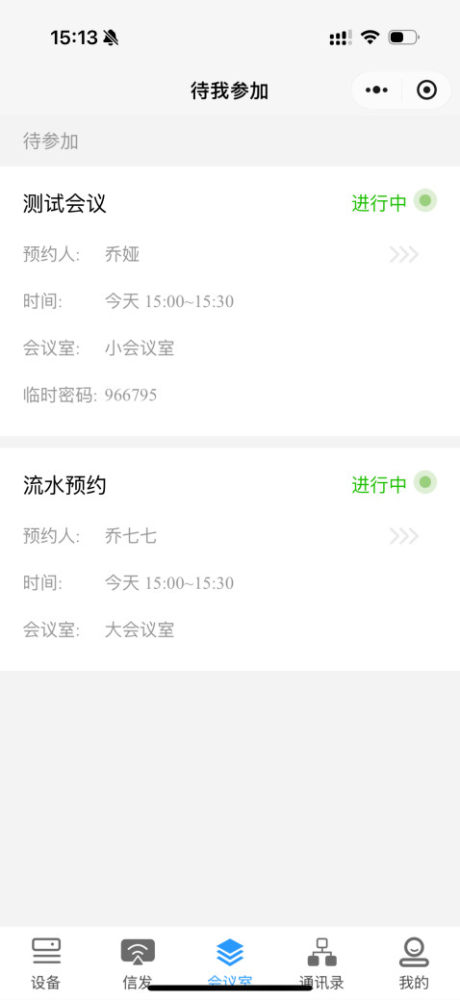 15:13
待我参加
待参加
测试会议 进行中
预约人: 乔娅
时间: 今天 15:00~15:30
会议室: 小会议室
临时密码: 966795
流水预约 进行中
预约人: 乔七七
时间: 今天 15:00~15:30
会议室: 大会议室
设备 信发 会议室 通讯录 我的